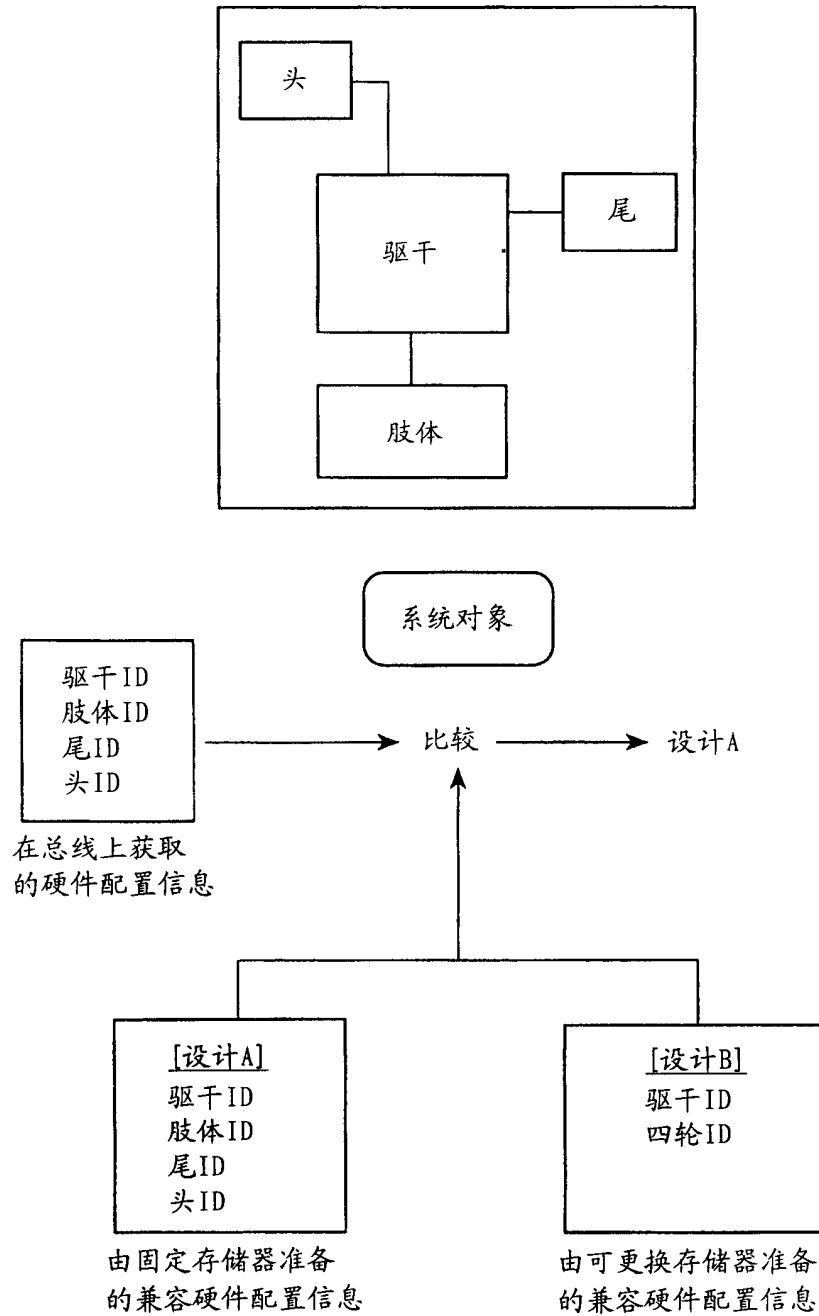 头
尾
驱干
肢体
系统对象
驱干ID
肢体ID
尾ID
头ID
比较
设计A
在总线上获取
的硬件配置信息
[设计A]
驱干ID
肢体ID
尾ID
头ID
[设计B]
驱干ID
四轮ID
由固定存储器准备
的兼容硬件配置信息
由可更换存储器准备
的兼容硬件配置信息